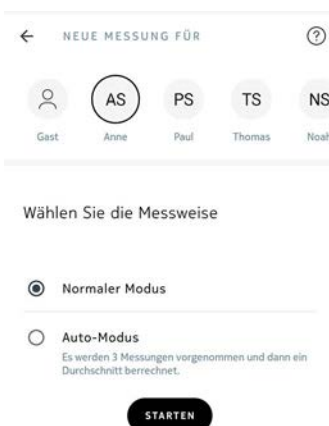 NEUE MESSUNG FÜR
AS PS TS NS
Gast Anne Paul Thomas Noah
Wählen Sie die Messweise
Normaler Modus
Auto-Modus
Es werden 3 Messungen vorgenommen und dann ein
Durchschnitt berrechnet.
STARTEN